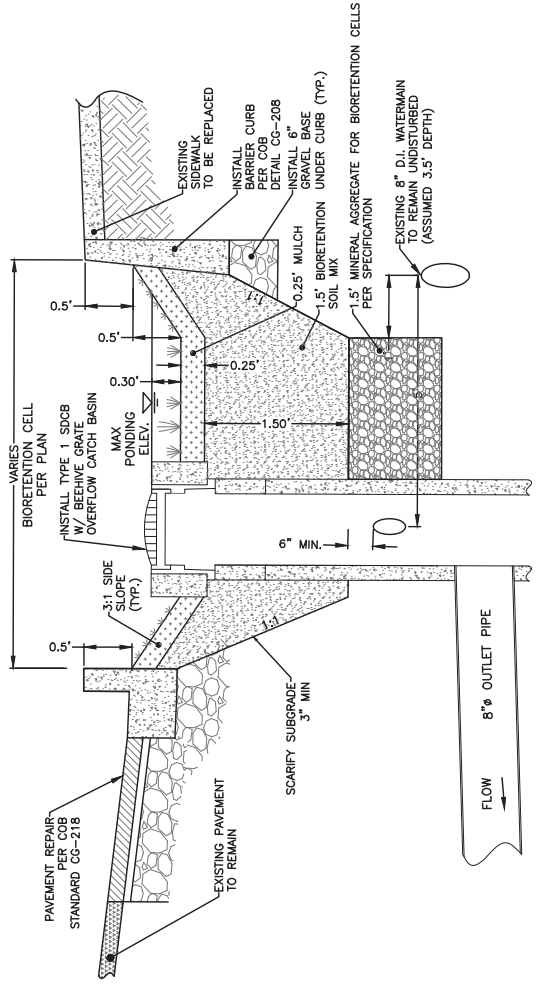 VARIES
BIORETENTION CELL
PER PLAN
INSTALL TYPE 1 SDCB
W/ BEEHIVE GRATE
OVERFLOW CATCH BASIN
PAVEMENT REPAIR
PER COB
STANDARD CG-218
EXISTING PAVEMENT
TO REMAIN
0.5'
3:1 SIDE
SLOPE
(TYP.)
MAX
PONDING
ELEV.
0.30'
0.5'
0.5'
0.25'
1.50'
1:1
1:1
SCARIFY SUBGRADE
3" MIN
6" MIN.
5'
FLOW
8"ø OUTLET PIPE
EXISTING
SIDEWALK
TO BE REPLACED
INSTALL
BARRIER CURB
PER COB
DETAIL CG-208
INSTALL 6"
GRAVEL BASE
UNDER CURB (TYP.)
0.25' MULCH
1.5' BIORETENTION
SOIL MIX
1.5' MINERAL AGGREGATE FOR BIORETENTION CELLS
PER SPECIFICATION
EXISTING 8" D.I. WATERMAIN
TO REMAIN UNDISTURBED
(ASSUMED 3.5' DEPTH)